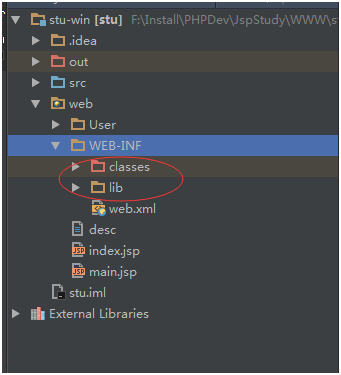 stu-win [stu] F:\Install\PHPDev\JspStudy\WWW\s
.idea
out
src
web
User
WEB-INF
classes
lib
web.xml
desc
index.jsp
main.jsp
stu.iml
External Libraries